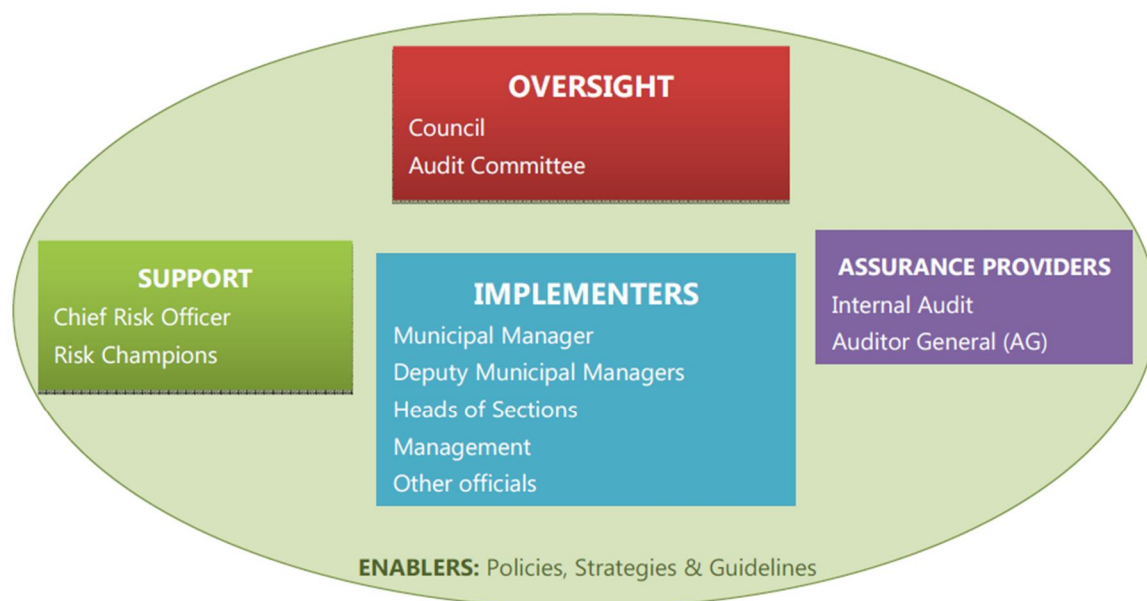 OVERSIGHT
Council
Audit Committee
SUPPORT
Chief Risk Officer
Risk Champions
IMPLEMENTERS
Municipal Manager
Deputy Municipal Managers
Heads of Sections
Management
Other officials
ASSURANCE PROVIDERS
Internal Audit
Auditor General (AG)
ENABLERS: Policies, Strategies & Guidelines